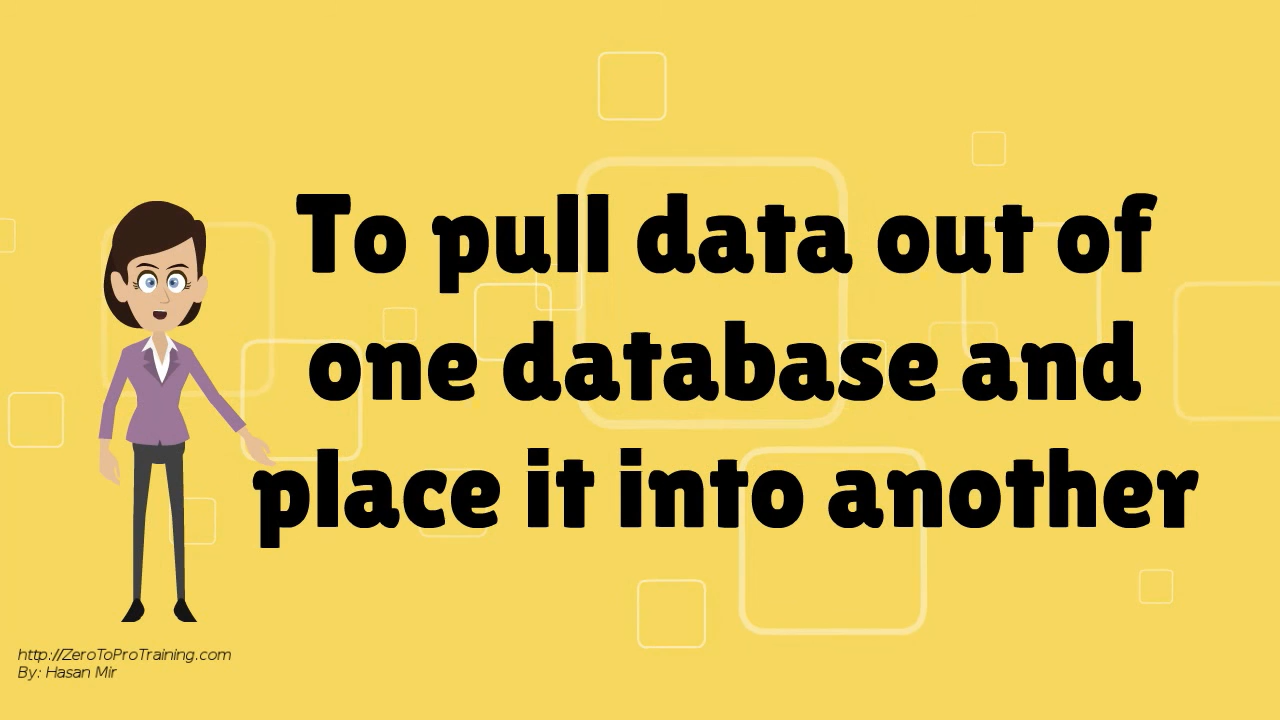 To pull data out of
one database and
place it into another
http://ZeroToProTraining.com
By: Hasan Mir